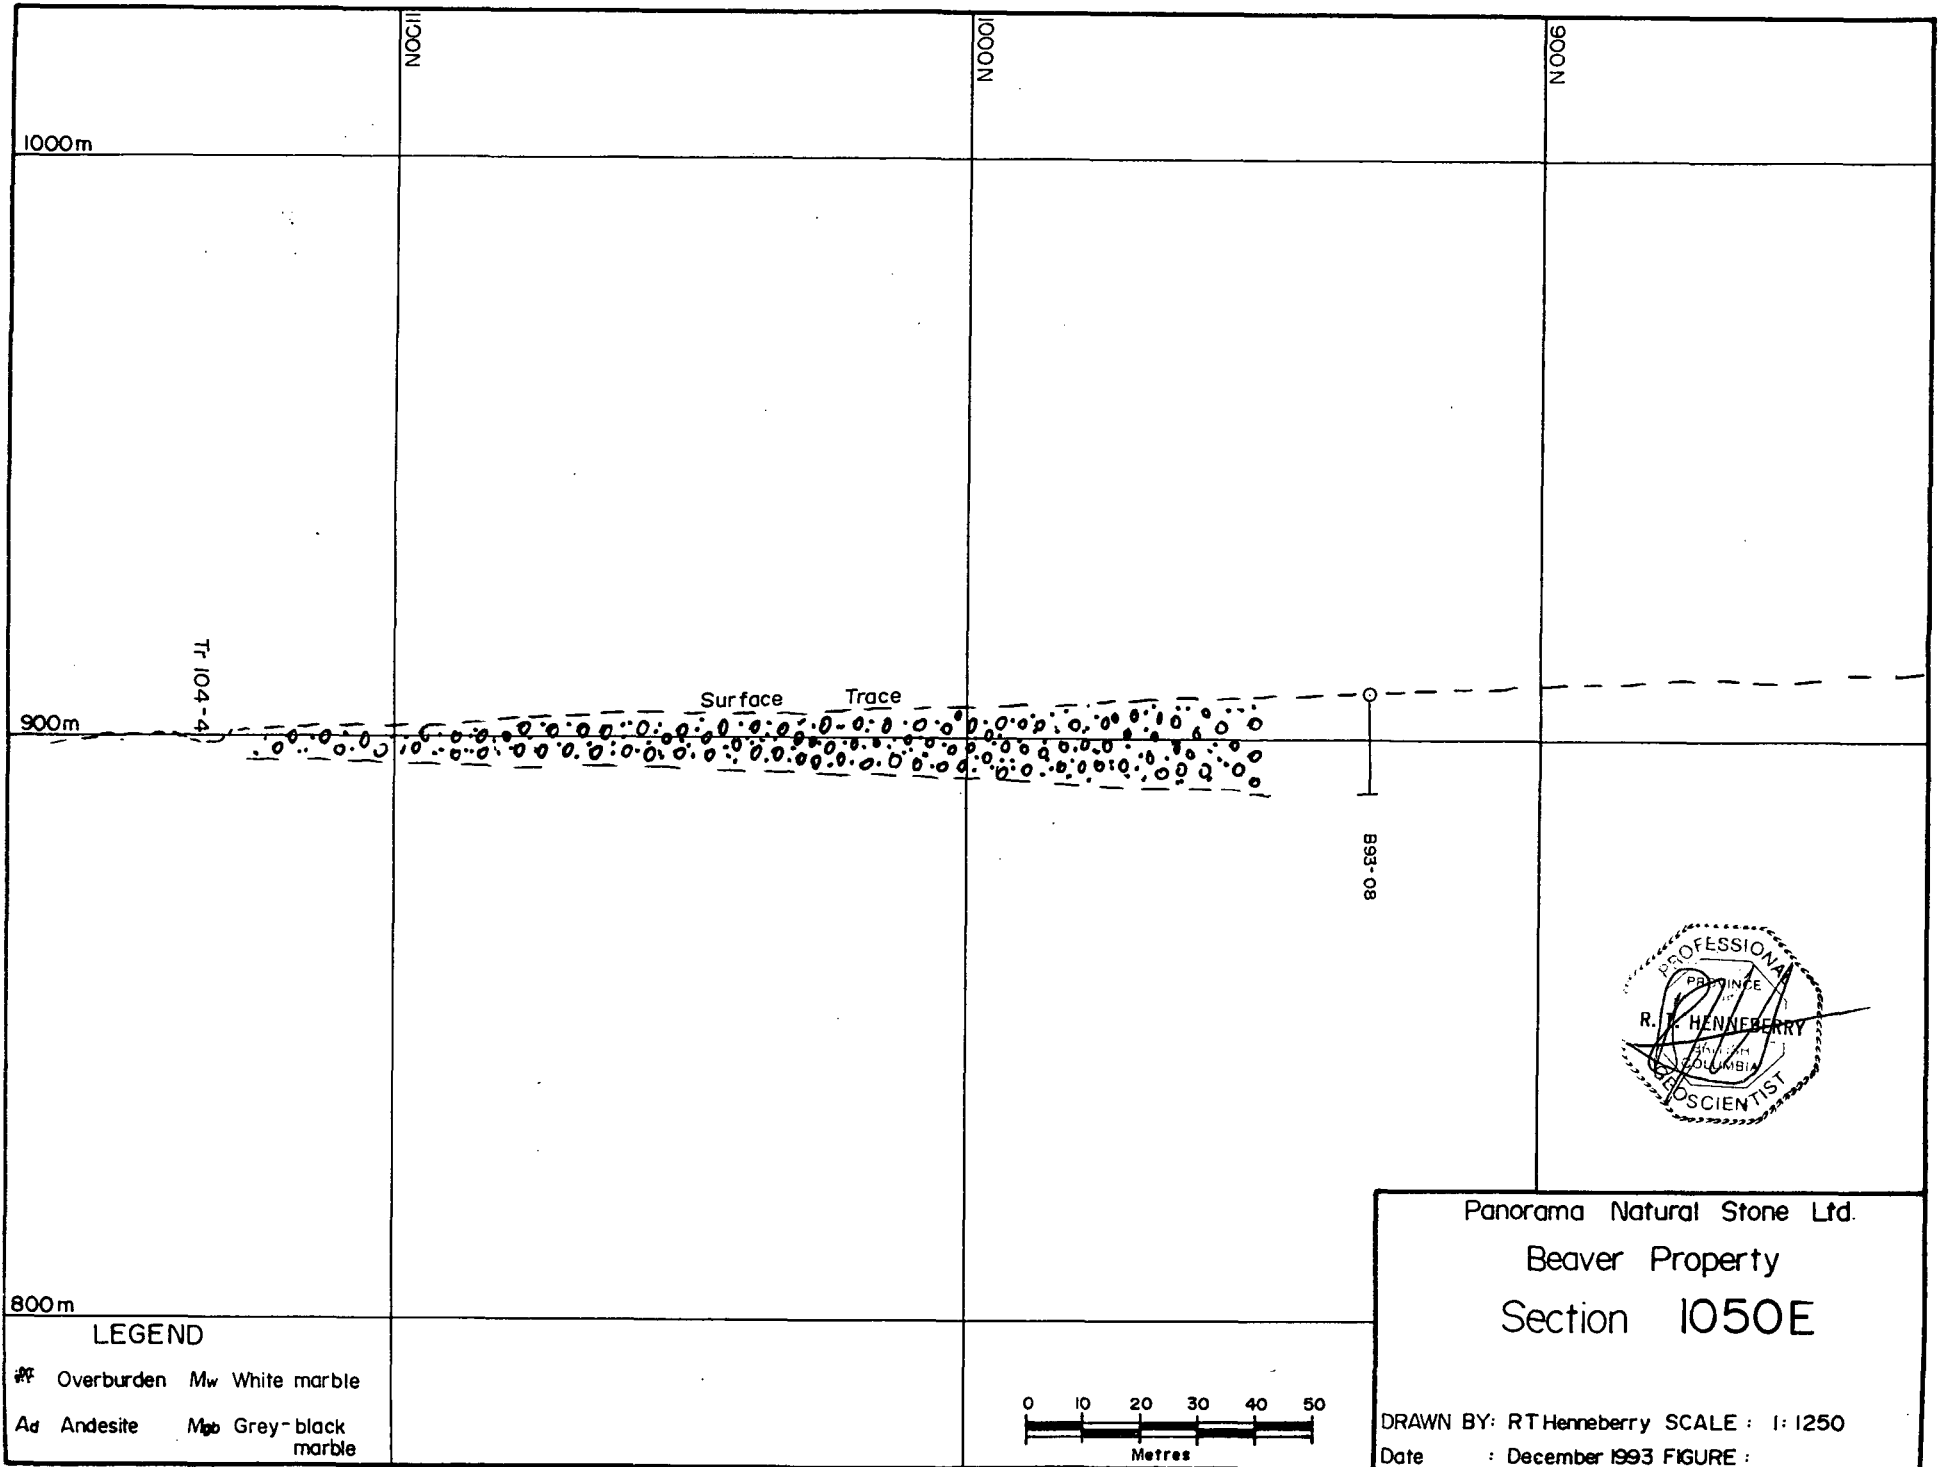 1100N
1000N
900N
1000m
Tr 104-4
Surface Trace
900m
B93-08
PROFESSIONAL
PROVINCE
R. T. HENNEBERRY
BRITISH
COLUMBIA
GEOSCIENTIST
Panorama Natural Stone Ltd.
Beaver Property
Section 1050E
800m
LEGEND
Overburden Mw White marble
Ad Andesite Mgb Grey-black
marble
0 10 20 30 40 50
Metres
DRAWN BY: RT Henneberry SCALE : 1:1250
Date : December 1993 FIGURE :